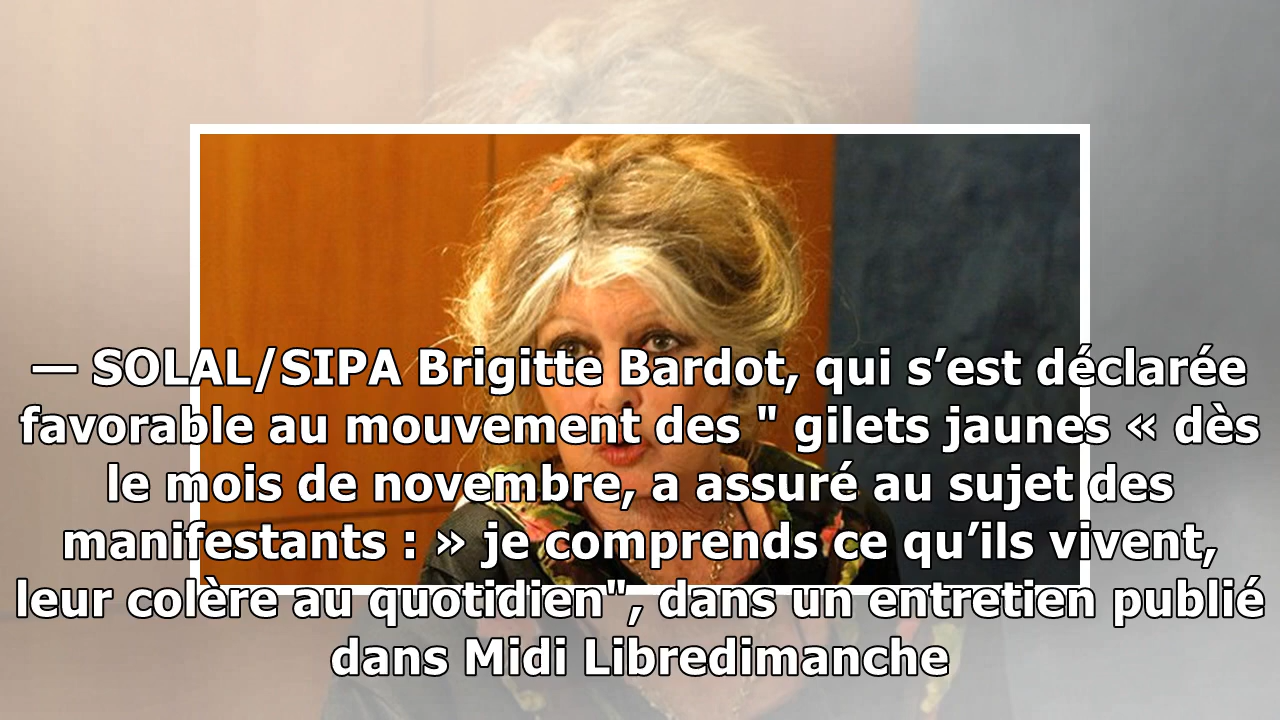 — SOLAL/SIPA Brigitte Bardot, qui s’est déclarée
favorable au mouvement des " gilets jaunes « dès
le mois de novembre, a assuré au sujet des
manifestants : » je comprends ce qu’ils vivent,
leur colère au quotidien", dans un entretien publié
dans Midi Libredimanche